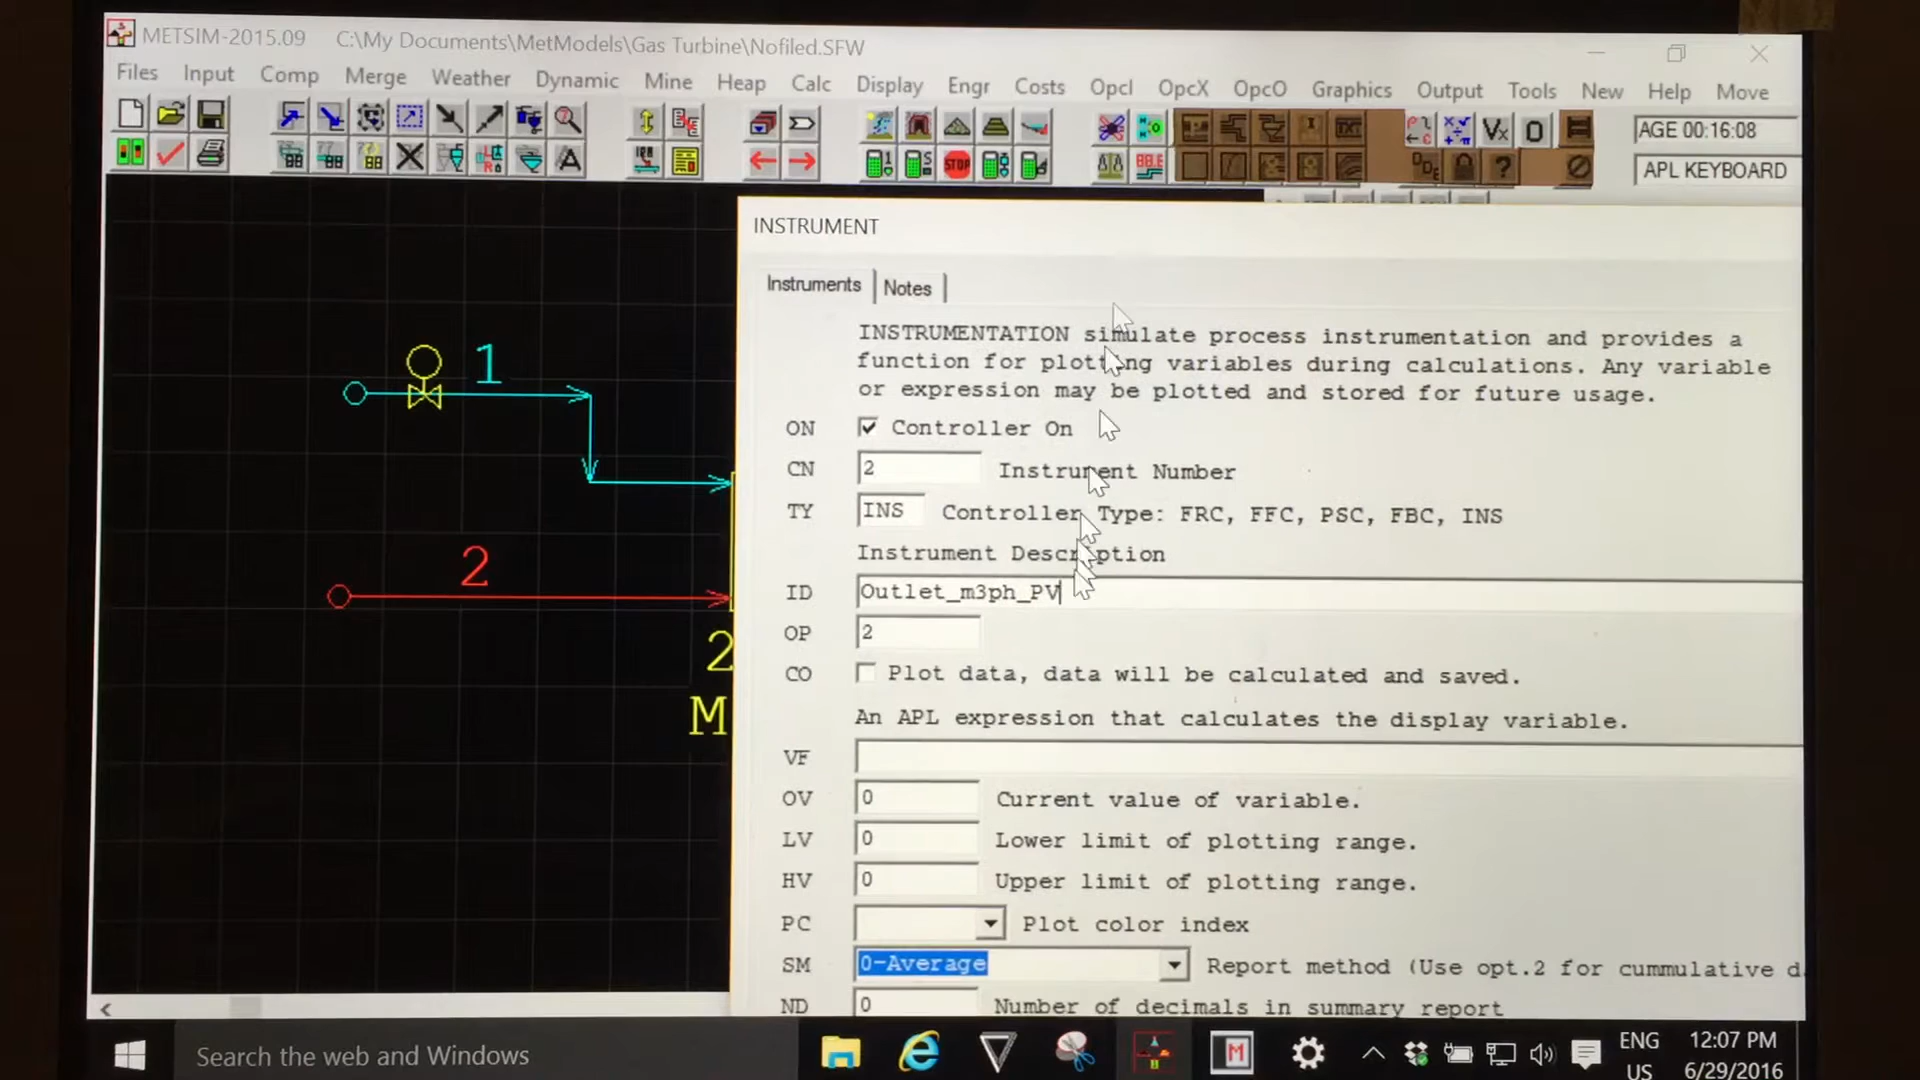 METSIM-2015.09 C:\My Documents\MetModels\Gas Turbine\Nofiled.SFW
Files Input Comp Merge Weather Dynamic Mine Heap Calc Display Engr Costs OpcI OpcX OpcO Graphics Output Tools New Help Move
AGE 00:16:08
APL KEYBOARD
STOP
INSTRUMENT
Instruments Notes
INSTRUMENTATION simulate process instrumentation and provides a
function for plotting variables during calculations. Any variable
or expression may be plotted and stored for future usage.
ON Controller On
CN 2 Instrument Number
TY INS Controller Type: FRC, FFC, PSC, FBC, INS
Instrument Description
ID Outlet_m3ph_PV
OP 2
CO Plot data, data will be calculated and saved.
An APL expression that calculates the display variable.
VF
OV 0 Current value of variable.
LV 0 Lower limit of plotting range.
HV 0 Upper limit of plotting range.
PC Plot color index
SM 0-Average Report method (Use opt.2 for cummulative d
ND 0 Number of decimals in summary report
1
2
2
M
Search the web and Windows
ENG
US
12:07 PM
6/29/2016